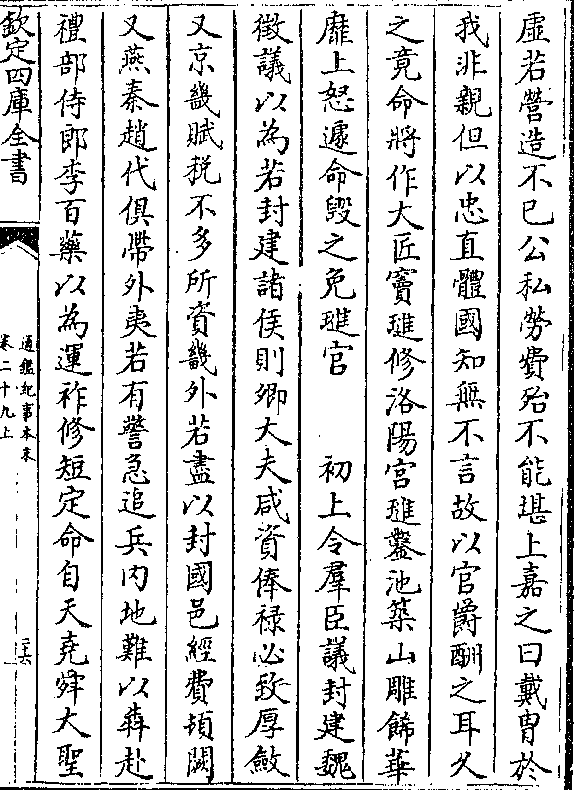 虚若營造不已公私勞費殆不能堪上嘉之曰戴胄於
我非親但以忠直體國知無不言故以官爵酬之耳久
之竟命將作大匠竇璡修洛陽宫璡鑿池築山雕飾華
靡上怒遽命毁之免璡官　初上令羣臣議封建魏
徵議以為若封建諸侯則卿大夫咸資俸禄必致厚斂
又京畿賦税不多所資畿外若盡以封國邑經費頓闕
又燕秦趙代俱帶外夷若有警急追兵内地難以犇赴
禮部侍郎李百藥以為運祚修短定命自天堯舜大聖
欽定四庫全書
通鑑紀事本末
卷二十九上